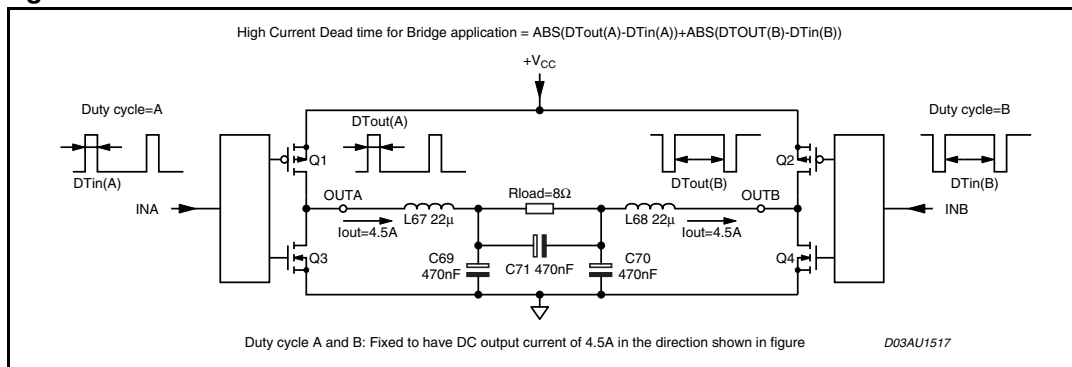 High Current Dead time for Bridge application = ABS(DTout(A)-DTin(A))+ABS(DTOUT(B)-DTin(B))
+VCC
Duty cycle=A
DTin(A)
INA
Q1
Q3
DTout(A)
OUTA
Iout=4.5A
L67 22μ
Rload=8Ω
C69
470nF
C71 470nF
C70
470nF
L68 22μ
Iout=4.5A
DTout(B)
OUTB
Q2
Q4
Duty cycle=B
DTin(B)
INB
Duty cycle A and B: Fixed to have DC output current of 4.5A in the direction shown in figure
D03AU1517